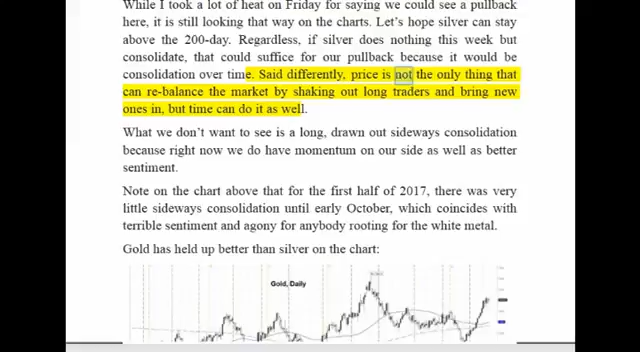 While I took a lot of heat on Friday for saying we could see a pullback
here, it is still looking that way on the charts. Let's hope silver can stay
above the 200-day. Regardless, if silver does nothing this week but
consolidate, that could suffice for our pullback because it would be
consolidation over time. Said differently, price is not the only thing that
can re-balance the market by shaking out long traders and bring new
ones in, but time can do it as well.
What we don't want to see is a long, drawn out sideways consolidation
because right now we do have momentum on our side as well as better
sentiment.
Note on the chart above that for the first half of 2017, there was very
little sideways consolidation until early October, which coincides with
terrible sentiment and agony for anybody rooting for the white metal.
Gold has held up better than silver on the chart:
Gold, Daily